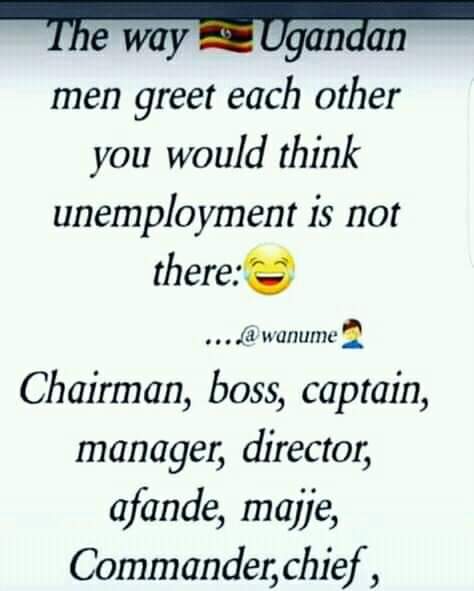 The way 🇺🇬 Ugandan
men greet each other
you would think
unemployment is not
there:😂
....@wanume🤦‍♂️
Chairman, boss, captain,
manager, director,
afande, majje,
Commander,chief ,